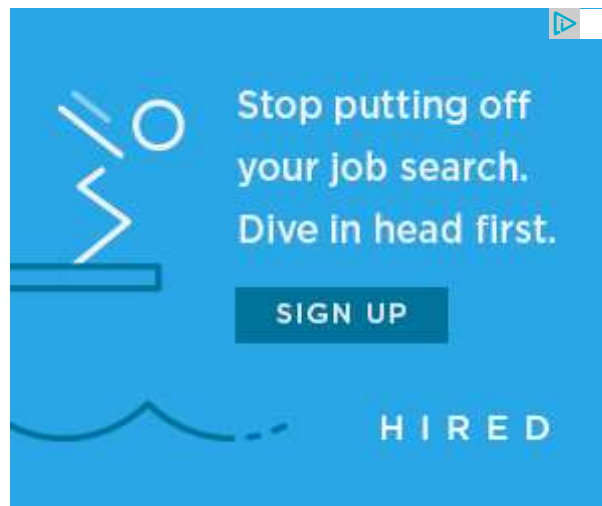 Stop putting off
your job search.
Dive in head first.
SIGN UP
HIRED